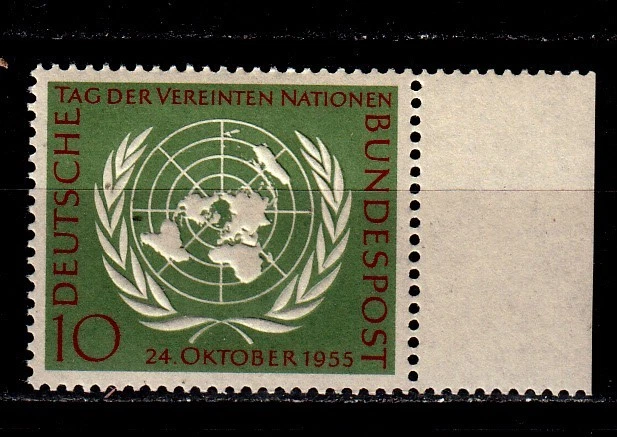 TAG DER VEREINTEN NATIONEN
DEUTSCHE
BUNDESPOST
10
24. OKTOBER 1955